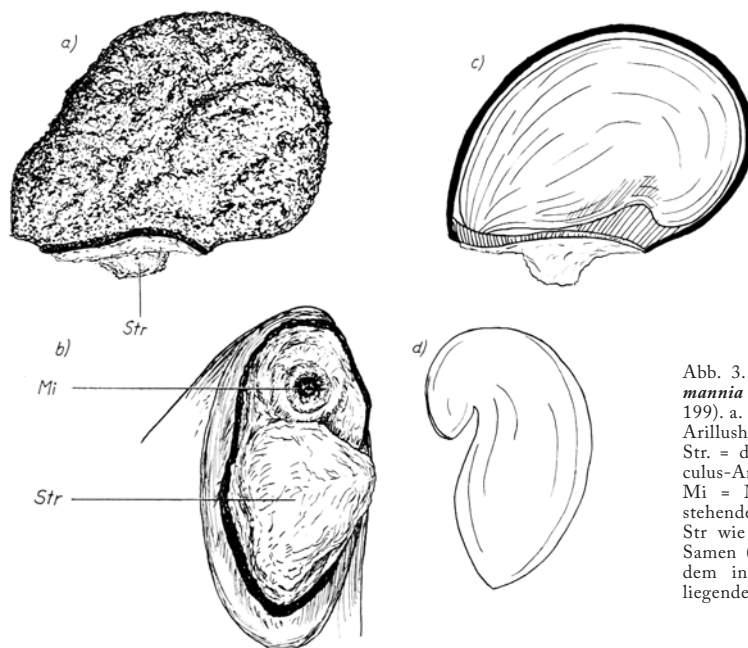 a)
c)
Str
b)
d)
Mi
Str
Abb. 3.
mannia
199). a.
Arillush
Str. = d
culus-Ar
Mi = 
stehende
Str wie
Samen (
dem in
liegende